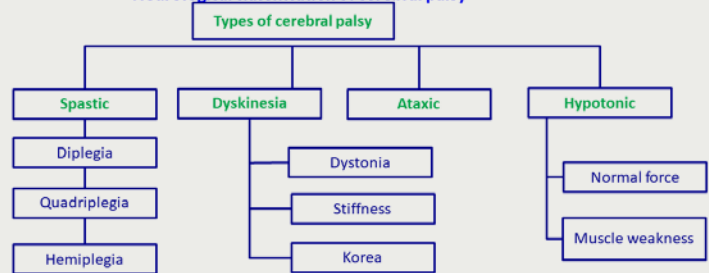 Types of cerebral palsy
Spastic
Dyskinesia
Ataxic
Hypotonic
Diplegia
Quadriplegia
Hemiplegia
Dystonia
Stiffness
Korea
Normal force
Muscle weakness